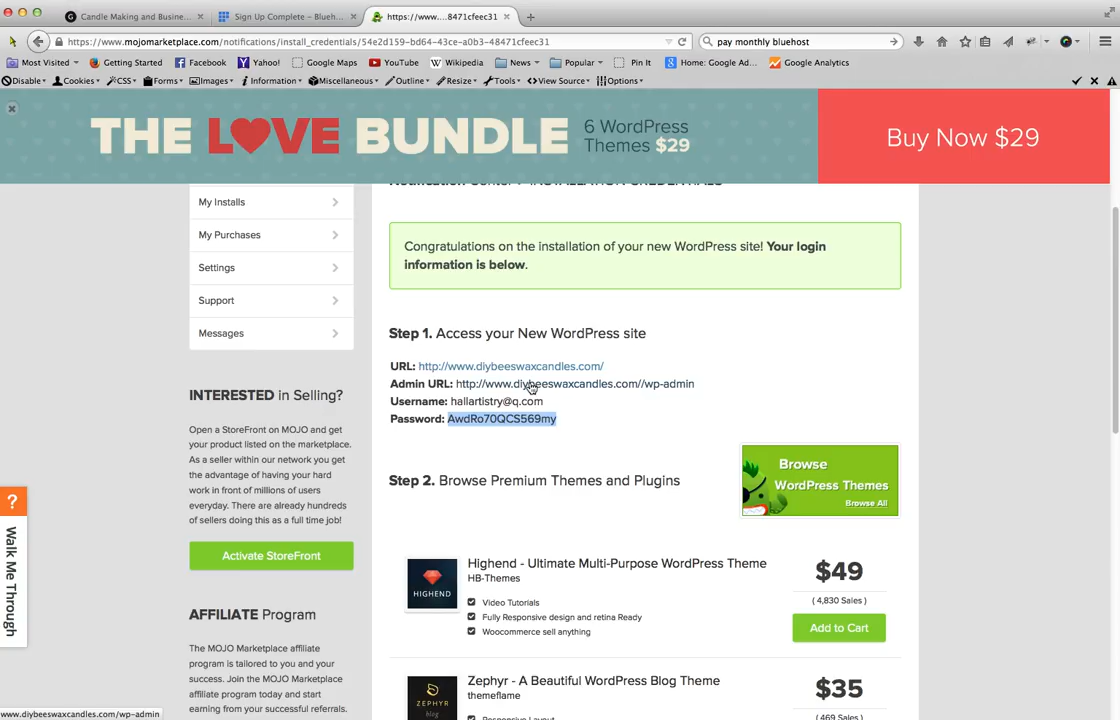 Candle Making and Busine...
Sign Up Complete – Blueh...
https://www....8471cfeec31
https://www.mojomarketplace.com/notifications/install_credentials/54e2d159-bd64-43ce-a0b3-48471cfeec31
pay monthly bluehost
Most Visited
Getting Started
Facebook
Yahoo!
Google Maps
YouTube
Wikipedia
News
Popular
Pin It
Home: Google Ad...
Google Analytics
Disable
Cookies
CSS
Forms
Images
Information
Miscellaneous
Outline
Resize
Tools
View Source
Options
THE LOVE BUNDLE
6 WordPress
Themes $29
Buy Now $29
My Installs
My Purchases
Settings
Support
Messages
Congratulations on the installation of your new WordPress site! Your login
information is below.
Step 1. Access your New WordPress site
URL: http://www.diybeeswaxcandles.com/
Admin URL: http://www.diybeeswaxcandles.com//wp-admin
Username: hallartistry@q.com
Password: AwdRo70QCS569my
INTERESTED in Selling?
Open a StoreFront on MOJO and get
your product listed on the marketplace.
As a seller within our network you get
the advantage of having your hard
work in front of millions of users
everyday. There are already hundreds
of sellers doing this as a full time job!
Activate StoreFront
AFFILIATE Program
The MOJO Marketplace affiliate
program is tailored to you and your
success. Join the MOJO Marketplace
affiliate program today and start
earning from your successful referrals.
Step 2. Browse Premium Themes and Plugins
Browse
WordPress Themes
Browse All
HIGHEND
Highend - Ultimate Multi-Purpose WordPress Theme
HB-Themes
Video Tutorials
Fully Responsive design and retina Ready
Woocommerce sell anything
$49
( 4,830 Sales )
Add to Cart
ZEPHYR
blog
Zephyr - A Beautiful WordPress Blog Theme
themeflame
Responsive Layout
$35
( 469 Sales )
?
Walk Me Through
www.diybeeswaxcandles.com/wp-admin